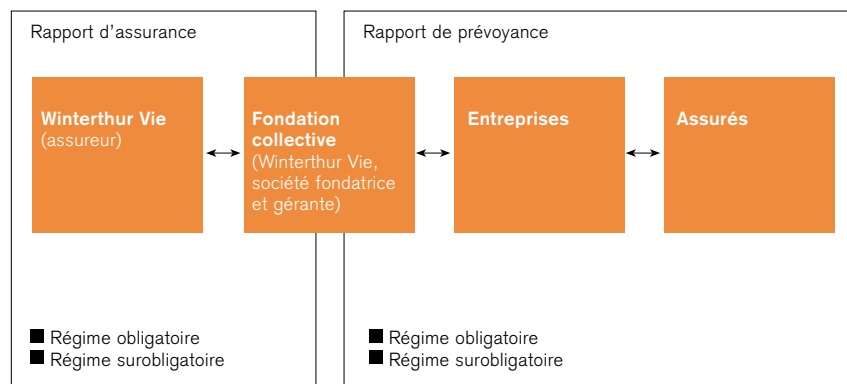 Rapport d'assurance
Rapport de prévoyance
Winterthur Vie
(assureur)
Fondation
collective
(Winterthur Vie,
société fondatrice
et gérante)
Entreprises
Assurés
Régime obligatoire
Régime surobligatoire
Régime obligatoire
Régime surobligatoire